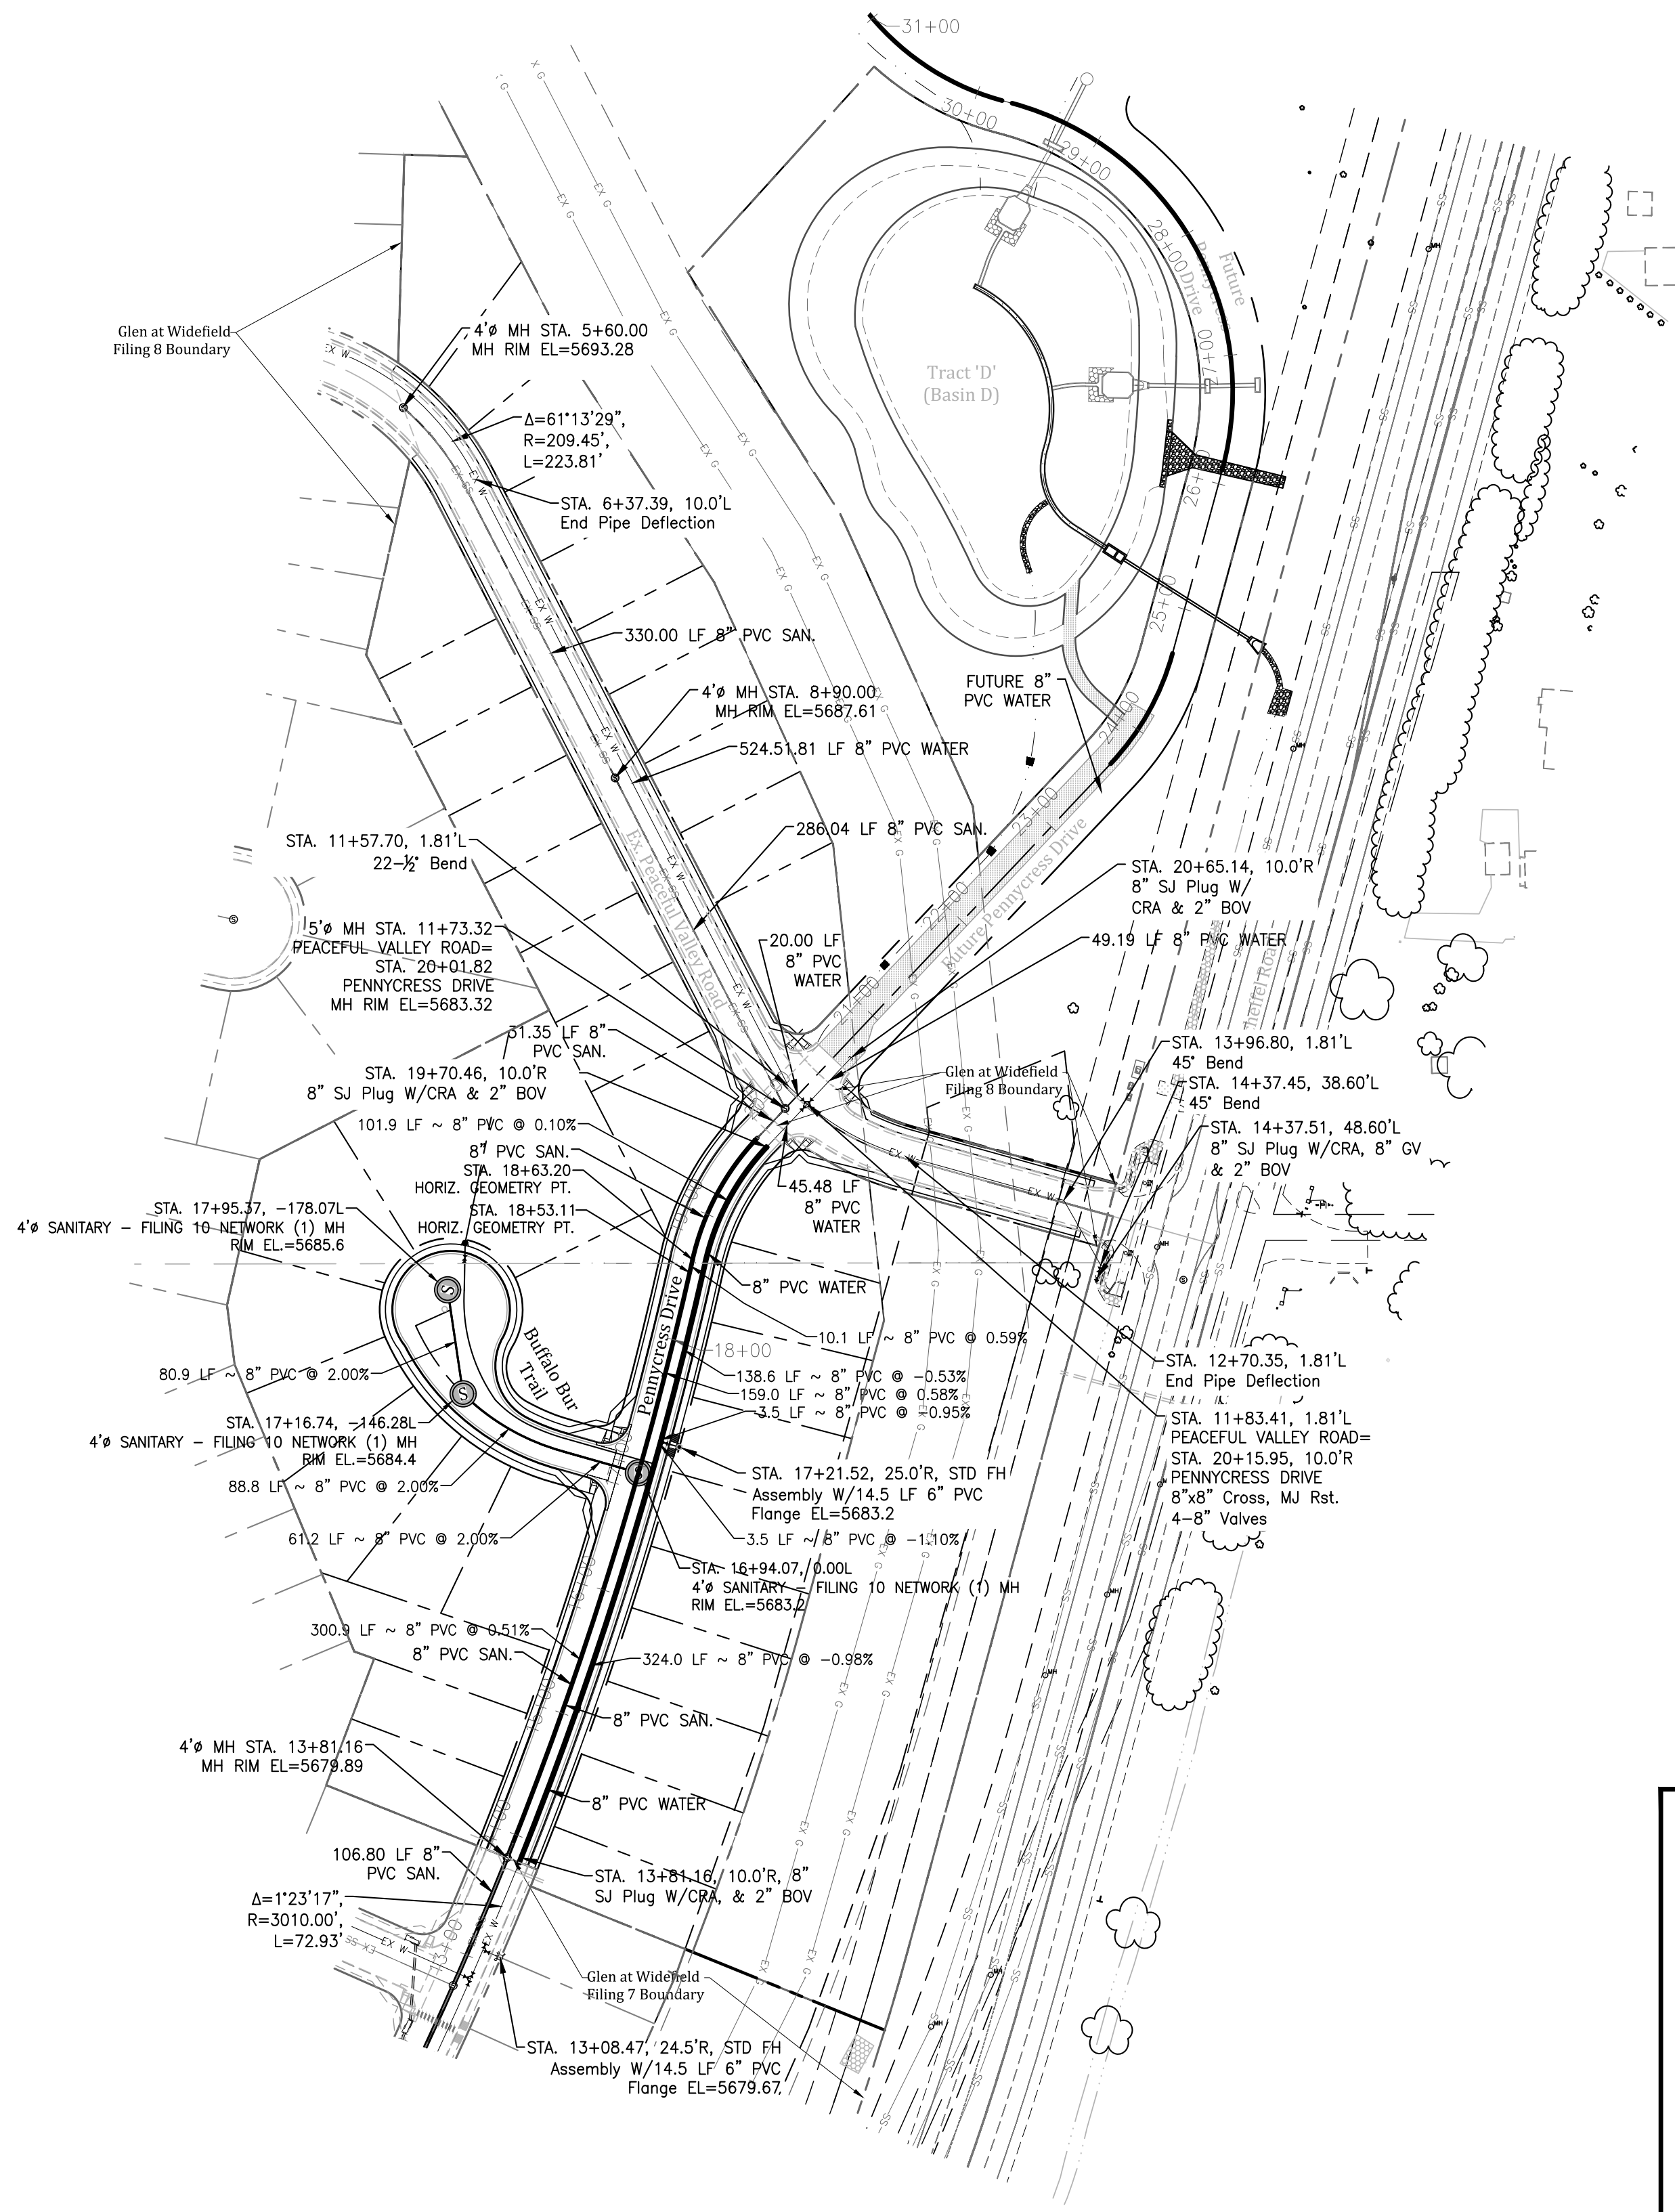 31+00
30+00
29+00
28+00
Future
Drive
27+00
Glen at Widefield
Filing 8 Boundary
4'ø MH STA. 5+60.00
MH RIM EL=5693.28
Tract 'D'
(Basin D)
Δ=61°13'29",
R=209.45',
L=223.81'
STA. 6+37.39, 10.0'L
End Pipe Deflection
26+00
25+00
330.00 LF 8" PVC SAN.
4'ø MH STA. 8+90.00
MH RIM EL=5687.61
FUTURE 8"
PVC WATER
24+00
524.51.81 LF 8" PVC WATER
23+00
286.04 LF 8" PVC SAN.
STA. 11+57.70, 1.81'L
22-½° Bend
Ex. Peaceful Valley Road
Future Pennycress Drive
22+00
STA. 20+65.14, 10.0'R
8" SJ Plug W/
CRA & 2" BOV
49.19 LF 8" PVC WATER
5'ø MH STA. 11+73.32
PEACEFUL VALLEY ROAD=
STA. 20+01.82
PENNYCRESS DRIVE
MH RIM EL=5683.32
20.00 LF
8" PVC
WATER
21+00
31.35 LF 8"
PVC SAN.
STA. 19+70.46, 10.0'R
8" SJ Plug W/CRA & 2" BOV
Glen at Widefield
Filing 8 Boundary
STA. 13+96.80, 1.81'L
45° Bend
STA. 14+37.45, 38.60'L
45° Bend
STA. 14+37.51, 48.60'L
8" SJ Plug W/CRA, 8" GV
& 2" BOV
101.9 LF ~ 8" PVC @ 0.10%
8" PVC SAN.
STA. 18+63.20
HORIZ. GEOMETRY PT.
STA. 18+53.11
HORIZ. GEOMETRY PT.
45.48 LF
8" PVC
WATER
STA. 17+95.37, -178.07L
4'ø SANITARY - FILING 10 NETWORK (1) MH
RIM EL.=5685.6
8" PVC WATER
Pennycress Drive
Buffalo Bur
Trail
10.1 LF ~ 8" PVC @ 0.59%
18+00
138.6 LF ~ 8" PVC @ -0.53%
159.0 LF ~ 8" PVC @ 0.58%
3.5 LF ~ 8" PVC @ -0.95%
80.9 LF ~ 8" PVC @ 2.00%
STA. 12+70.35, 1.81'L
End Pipe Deflection
STA. 17+16.74, -146.28L
4'ø SANITARY - FILING 10 NETWORK (1) MH
RIM EL.=5684.4
STA. 11+83.41, 1.81'L
PEACEFUL VALLEY ROAD=
STA. 20+15.95, 10.0'R
PENNYCRESS DRIVE
8"x8" Cross, MJ Rst.
4-8" Valves
88.8 LF ~ 8" PVC @ 2.00%
STA. 17+21.52, 25.0'R, STD FH
Assembly W/14.5 LF 6" PVC
Flange EL=5683.2
61.2 LF ~ 8" PVC @ 2.00%
3.5 LF ~ 8" PVC @ -1.10%
STA. 16+94.07, 0.00L
4'ø SANITARY - FILING 10 NETWORK (1) MH
RIM EL.=5683.2
300.9 LF ~ 8" PVC @ 0.51%
8" PVC SAN.
324.0 LF ~ 8" PVC @ -0.98%
8" PVC SAN.
4'ø MH STA. 13+81.16
MH RIM EL=5679.89
8" PVC WATER
106.80 LF 8"
PVC SAN.
STA. 13+81.16, 10.0'R, 8"
SJ Plug W/CRA, & 2" BOV
Δ=1°23'17",
R=3010.00',
L=72.93'
13+00
Glen at Widefield
Filing 7 Boundary
STA. 13+08.47, 24.5'R, STD FH
Assembly W/14.5 LF 6" PVC
Flange EL=5679.67